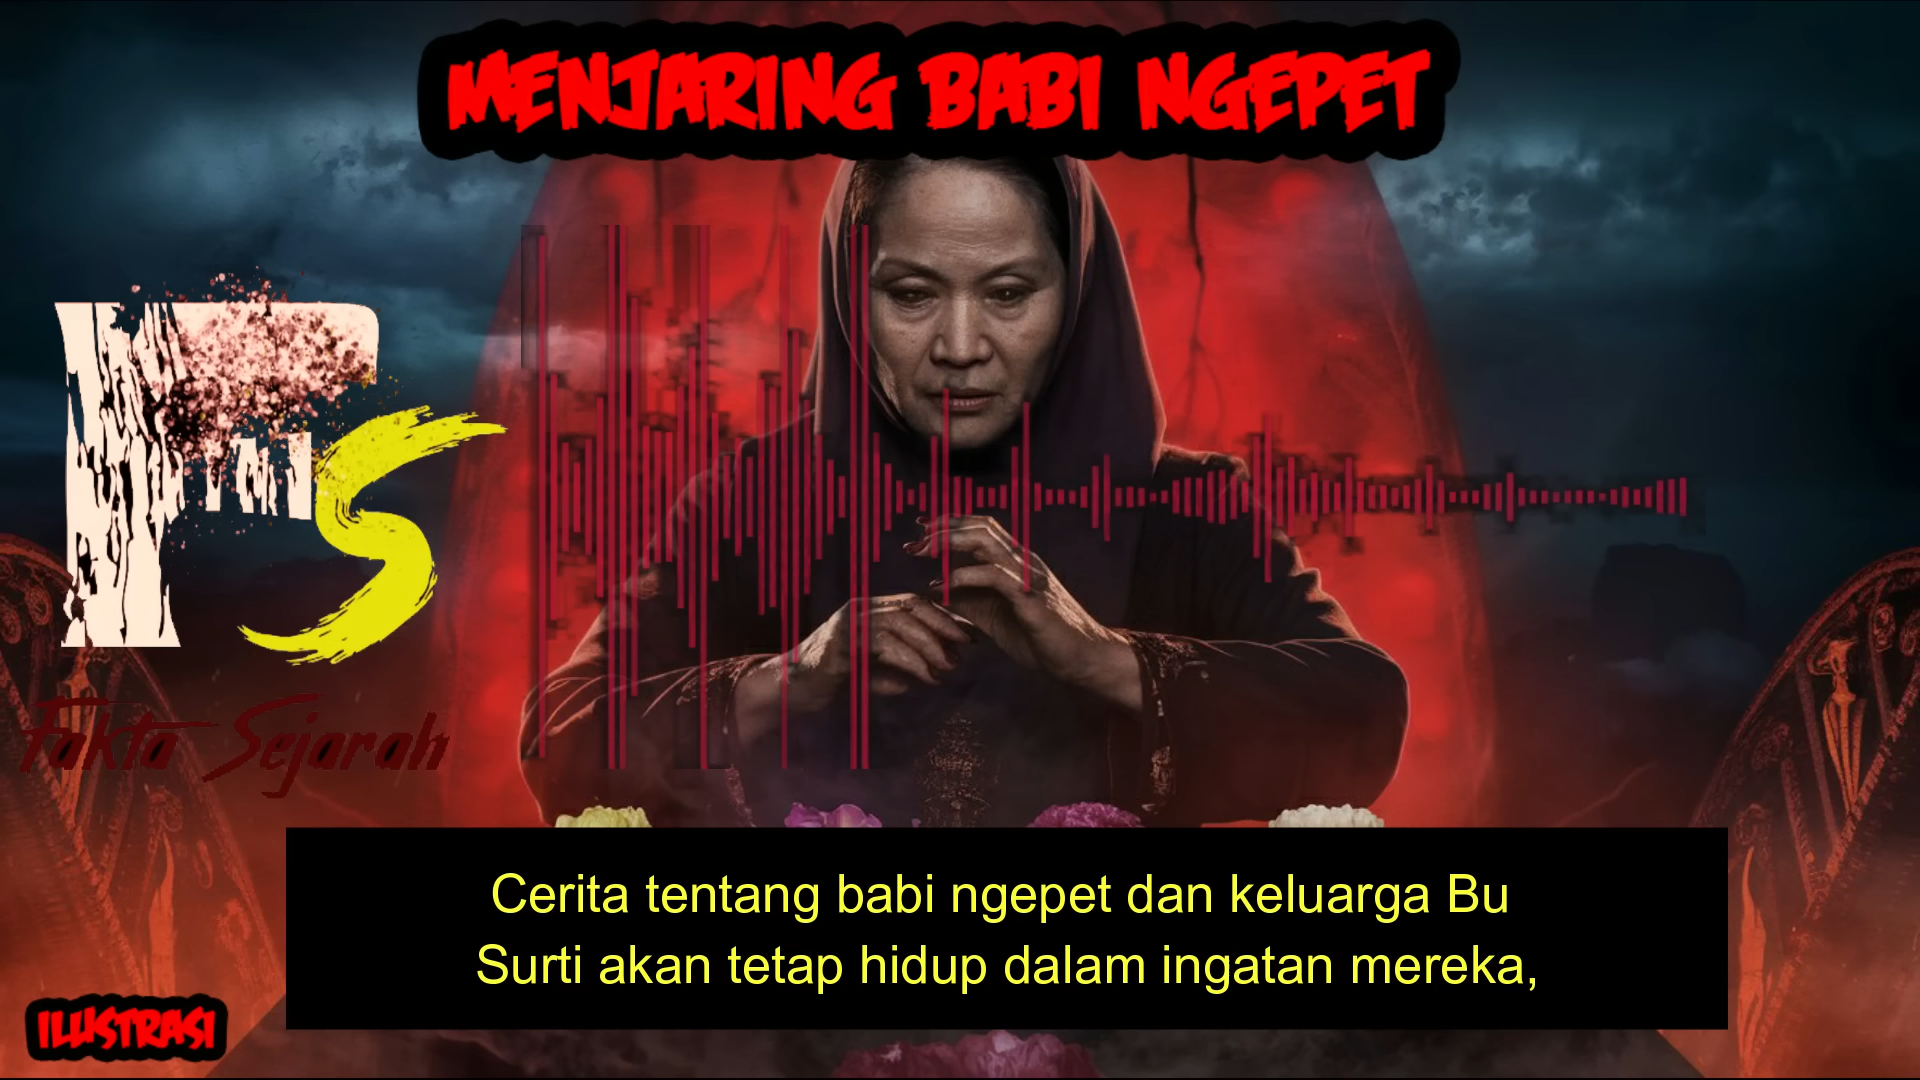 MENJARING BABI NGEPET
FS
Fakta Sejarah
Cerita tentang babi ngepet dan keluarga Bu
Surti akan tetap hidup dalam ingatan mereka,
ILUSTRASI